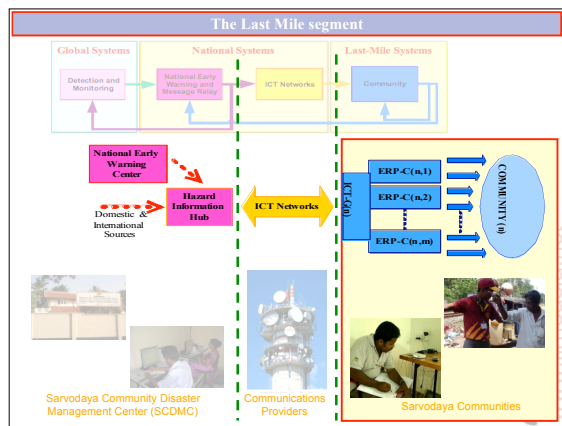 The Last Mile segment
Global Systems
National Systems
Last-Mile Systems
Detection and
Monitoring
National Early
Warning and
Message Relay
ICT Networks
Community
National Early
Warning
Center
Hazard
Information
Hub
Domestic &
International
Sources
ICT Networks
ICT-G(n)
ERP-C(n,1)
ERP-C(n,2)
ERP-C(n,m)
COMMUNITY (n)
Sarvodaya Community Disaster
Management Center (SCDMC)
Communications
Providers
Sarvodaya Communities